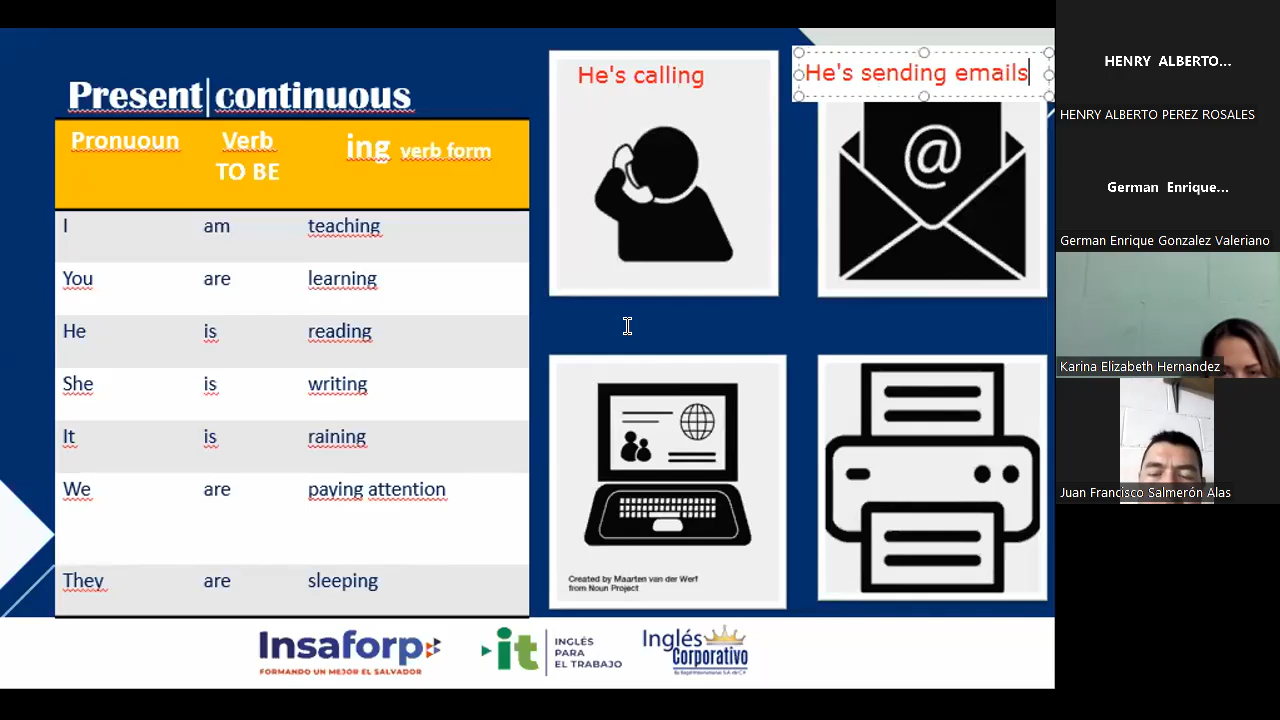 Present continuous
Pronuoun Verb TO BE ing verb form
I am teaching
You are learning
He is reading
She is writing
It is raining
We are paying attention
They are sleeping
He's calling
He's sending emails
@
Created by Maarten van der Werf
from Noun Project
Insaforp
FORMANDO UN MEJOR EL SALVADOR
it
INGLÉS
PARA
EL TRABAJO
Inglés
Corporativo
HENRY ALBERTO...
HENRY ALBERTO PEREZ ROSALES
German Enrique...
German Enrique Gonzalez Valeriano
Karina Elizabeth Hernandez
Juan Francisco Salmerón Alas